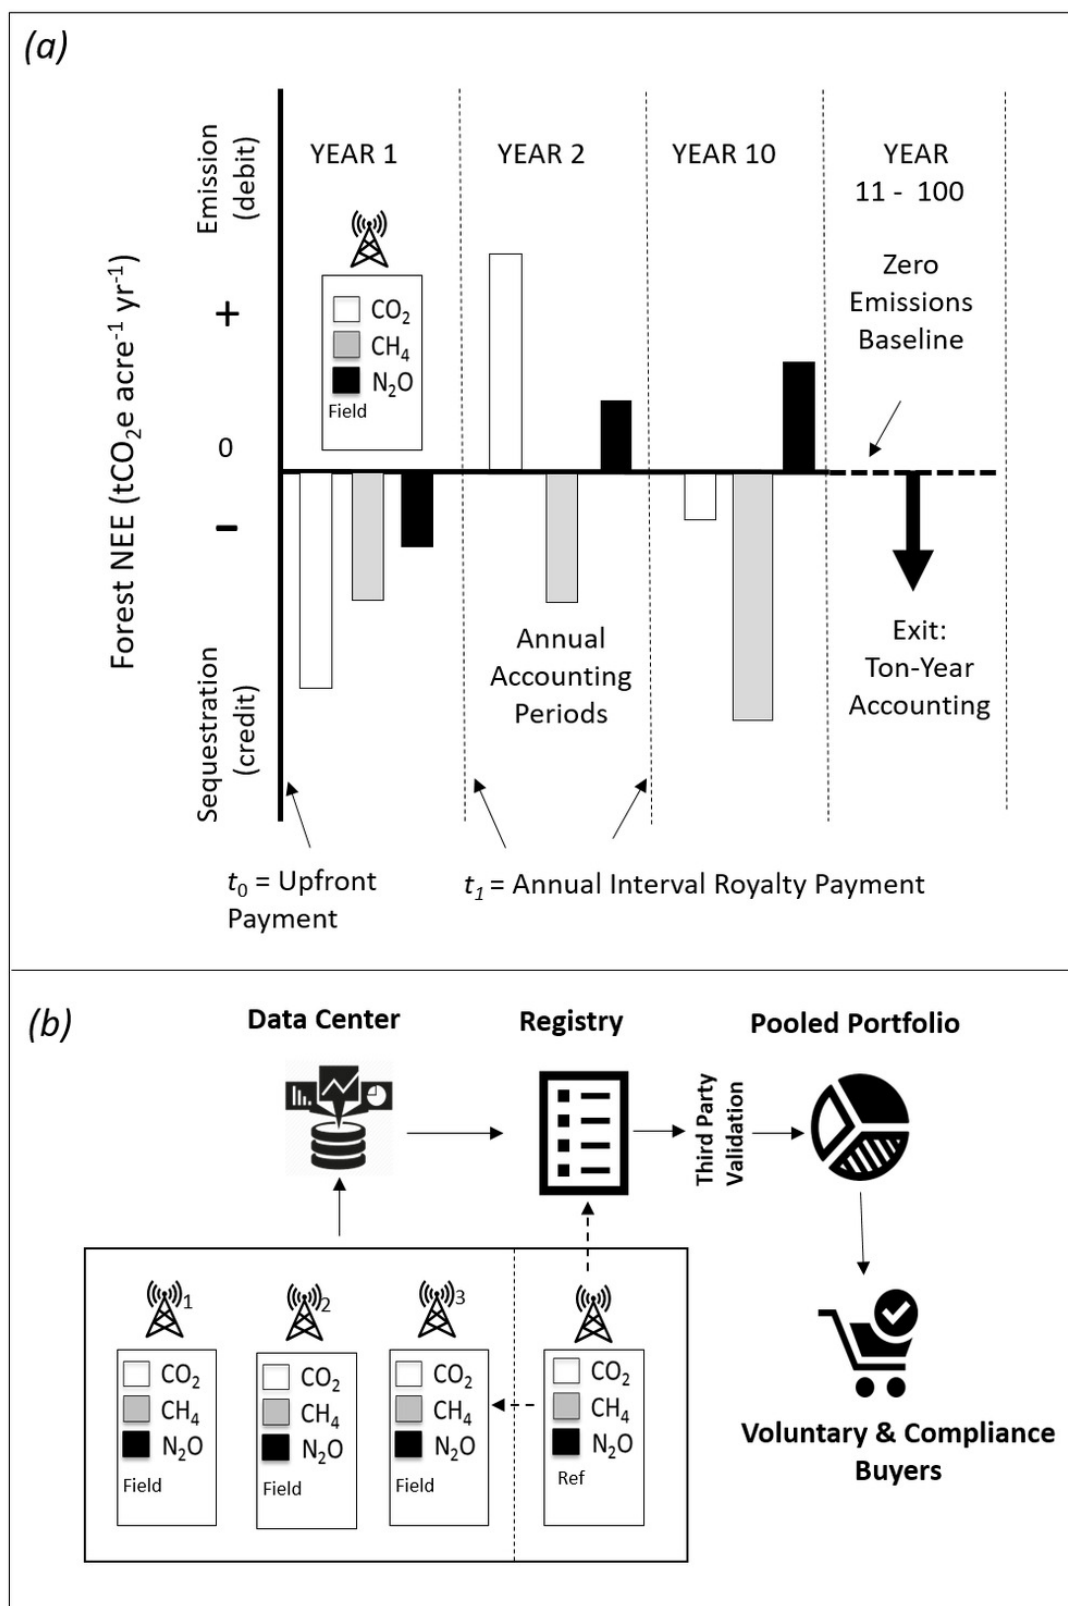 (a)
Emission
(debit)
YEAR 1
YEAR 2
YEAR 10
YEAR
11 - 100
Forest NEE (tCO₂e acre⁻¹ yr⁻¹)
+
0
−
CO₂
CH₄
N₂O
Field
Zero
Emissions
Baseline
Sequestration
(credit)
Annual
Accounting
Periods
Exit:
Ton-Year
Accounting
t₀ = Upfront
Payment
t₁ = Annual Interval Royalty Payment
(b)
Data Center
Registry
Pooled Portfolio
Third Party
Validation
1
CO₂
CH₄
N₂O
Field
2
CO₂
CH₄
N₂O
Field
3
CO₂
CH₄
N₂O
Field
CO₂
CH₄
N₂O
Ref
Voluntary & Compliance
Buyers